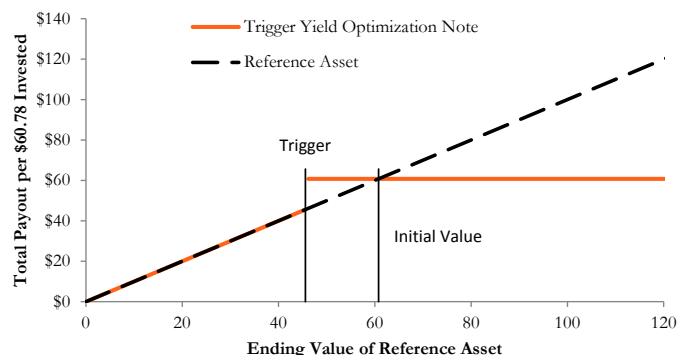 $140
$120
$100
$80
$60
$40
$20
$0
Total Payout per $60.78 Invested
Trigger Yield Optimization Note
Reference Asset
Trigger
Initial Value
0 20 40 60 80 100 120
Ending Value of Reference Asset